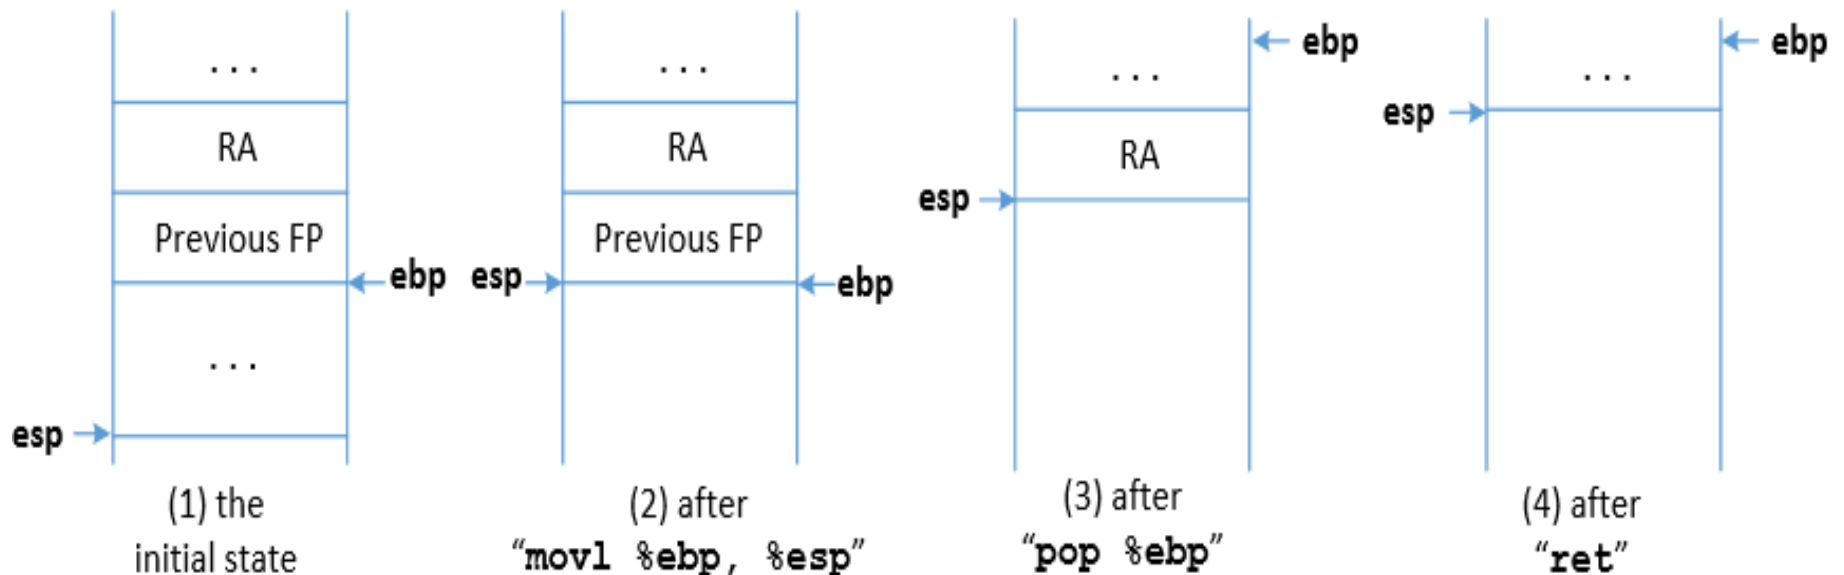 . . .
RA
Previous FP
ebp
. . .
esp
(1) the
initial state
. . .
RA
Previous FP
esp
ebp
(2) after
“movl %ebp, %esp”
ebp
. . .
RA
esp
(3) after
“pop %ebp”
ebp
. . .
esp
(4) after
“ret”